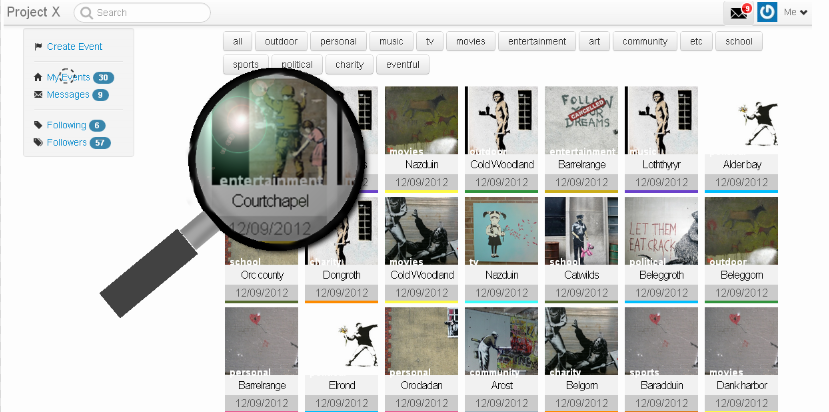 Project X Search 9 Me
Create Event
My Events 30
Messages 9
Following 6
Followers 57
all outdoor personal music tv movies entertainment art community etc school
sports political charity eventful
FOLLOW YOUR DREAMS CANCELLED
entertainment movies outdoor entertainment music
Courtchapel Nazduin Cold Woodland Barrelrange Loththyryr Alder bay
12/09/2012 12/09/2012 12/09/2012 12/09/2012 12/09/2012 12/09/2012
LET THEM EAT CRACK
school charity movies tv school political outdoor
Orc county Dongroth Cold Woodland Nazduin Catwilds Beleggroth Beleggorn
12/09/2012 12/09/2012 12/09/2012 12/09/2012 12/09/2012 12/09/2012 12/09/2012
personal personal community charity sports movies
Barrelrange Elrond Orodadan Arost Belgorn Baradduin Dank harbor
12/09/2012 12/09/2012 12/09/2012 12/09/2012 12/09/2012 12/09/2012 12/09/2012